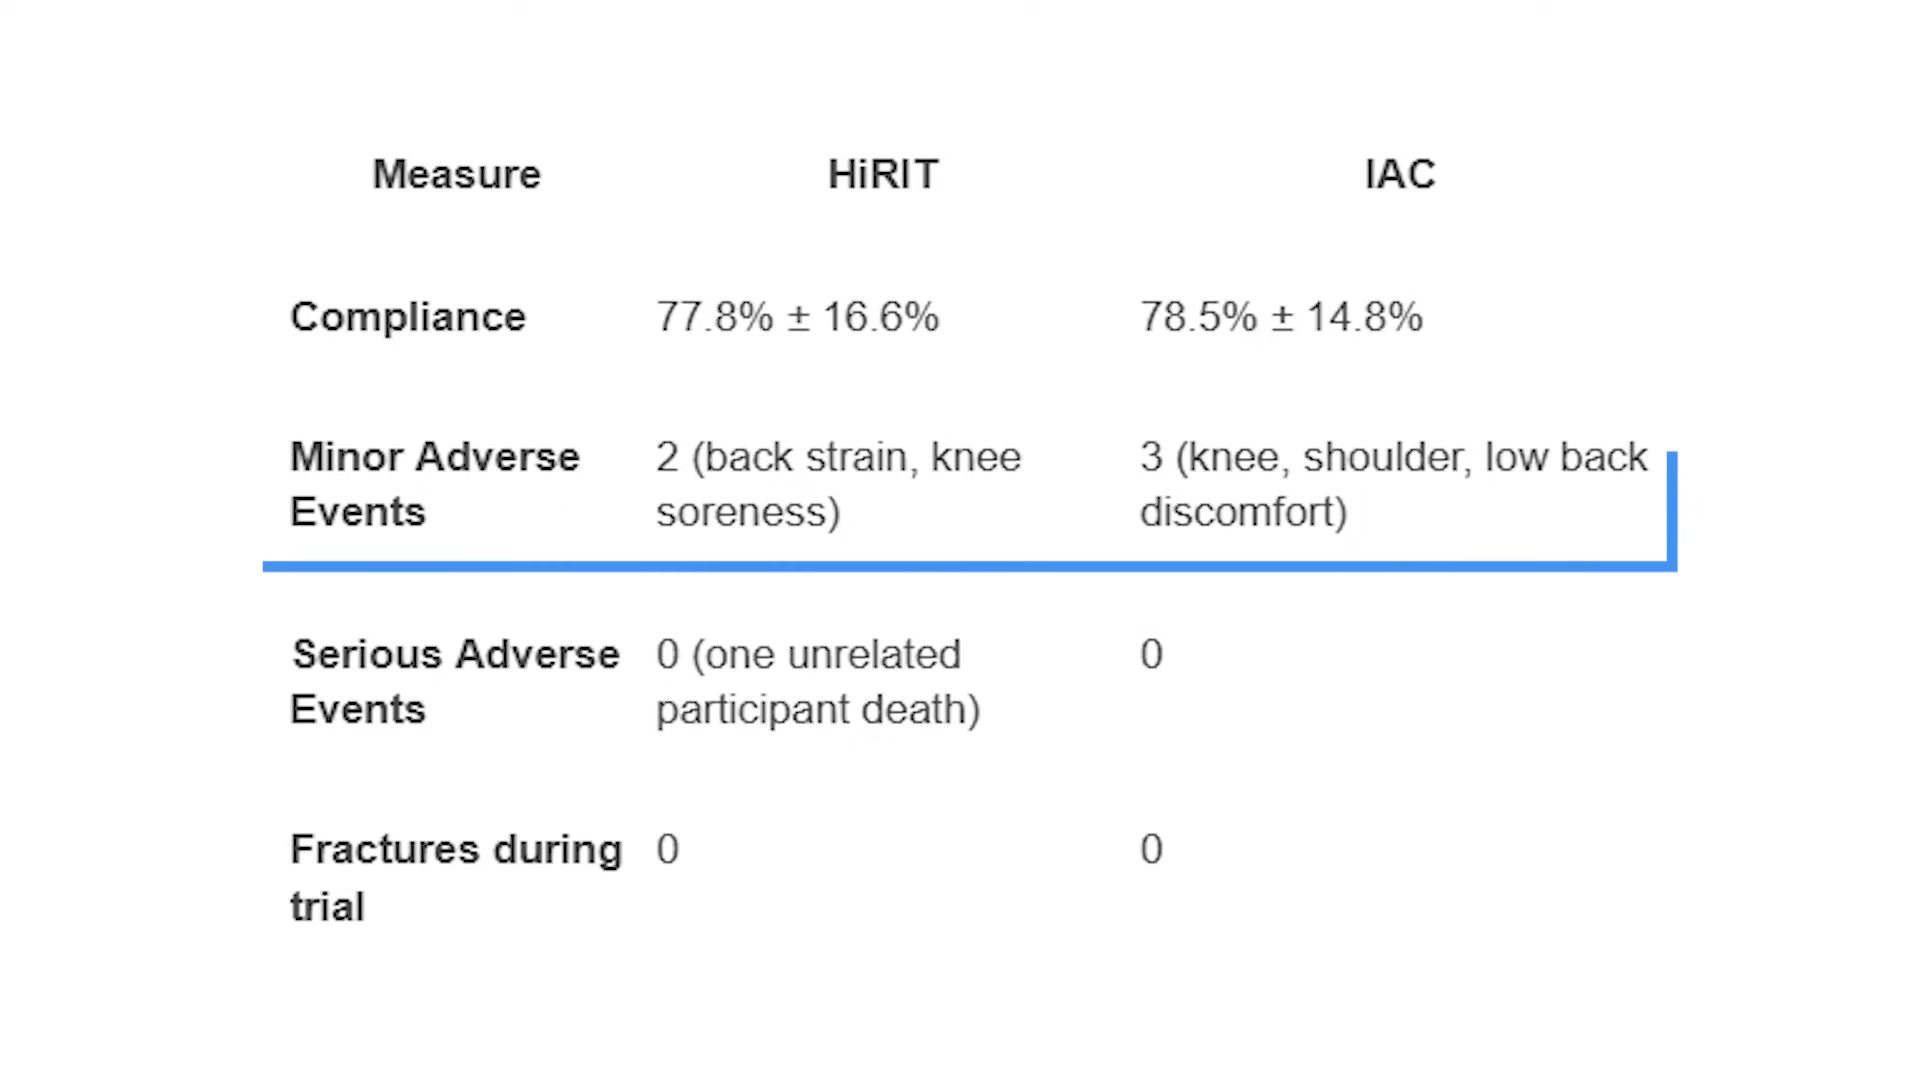 Measure HiRIT IAC
Compliance 77.8% ± 16.6% 78.5% ± 14.8%
Minor Adverse 2 (back strain, knee 3 (knee, shoulder, low back
Events soreness) discomfort)
Serious Adverse 0 (one unrelated 0
Events participant death)
Fractures during 0 0
trial